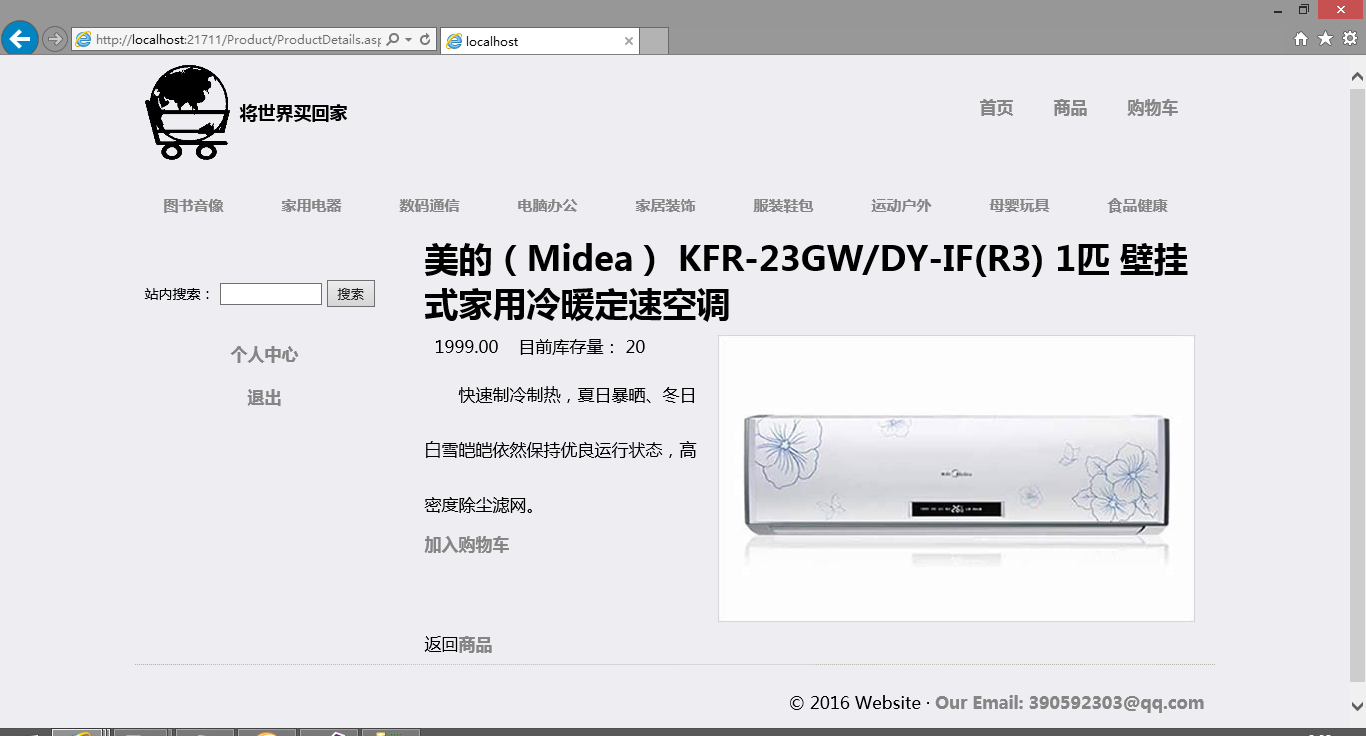 http://localhost:21711/Product/ProductDetails.asp
localhost
将世界买回家
首页 商品 购物车
图书音像 家用电器 数码通信 电脑办公 家居装饰 服装鞋包 运动户外 母婴玩具 食品健康
美的（Midea） KFR-23GW/DY-IF(R3) 1匹 壁挂
式家用冷暖定速空调
站内搜索： 搜索
个人中心
退出
1999.00 目前库存量： 20
快速制冷制热，夏日暴晒、冬日
白雪皑皑依然保持优良运行状态，高
密度除尘滤网。
加入购物车
返回商品
© 2016 Website · Our Email: 390592303@qq.com